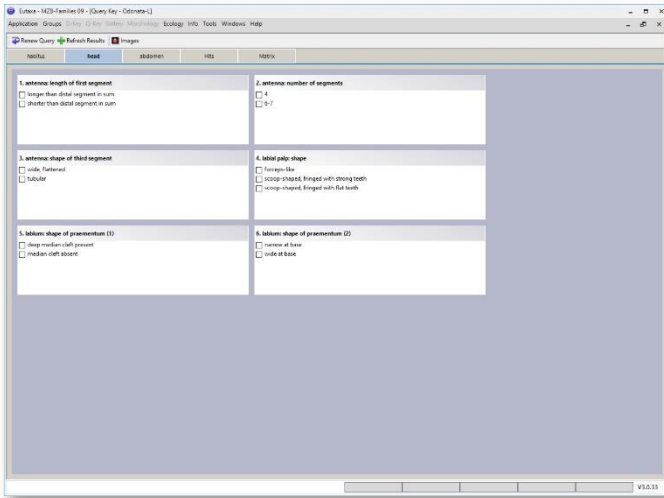 Eutaxa - MZB-Families 09 - [Query Key - Odonata-L]
Application Groups D-Key Q-Key Gallery Morphology Ecology Info Tools Windows Help
Renew Query Refresh Results Images
habitus head abdomen Hits Matrix
1. antenna: length of first segment
longer than distal segment in sum
shorter than distal segment in sum
2. antenna: number of segments
4
6-7
3. antenna: shape of third segment
wide, flattened
tubular
4. labial palp: shape
forceps-like
scoop-shaped, fringed with strong teeth
scoop-shaped, fringed with flat teeth
5. labium: shape of praementum (1)
deep median cleft present
median cleft absent
6. labium: shape of praementum (2)
narrow at base
wide at base
V3.0.33